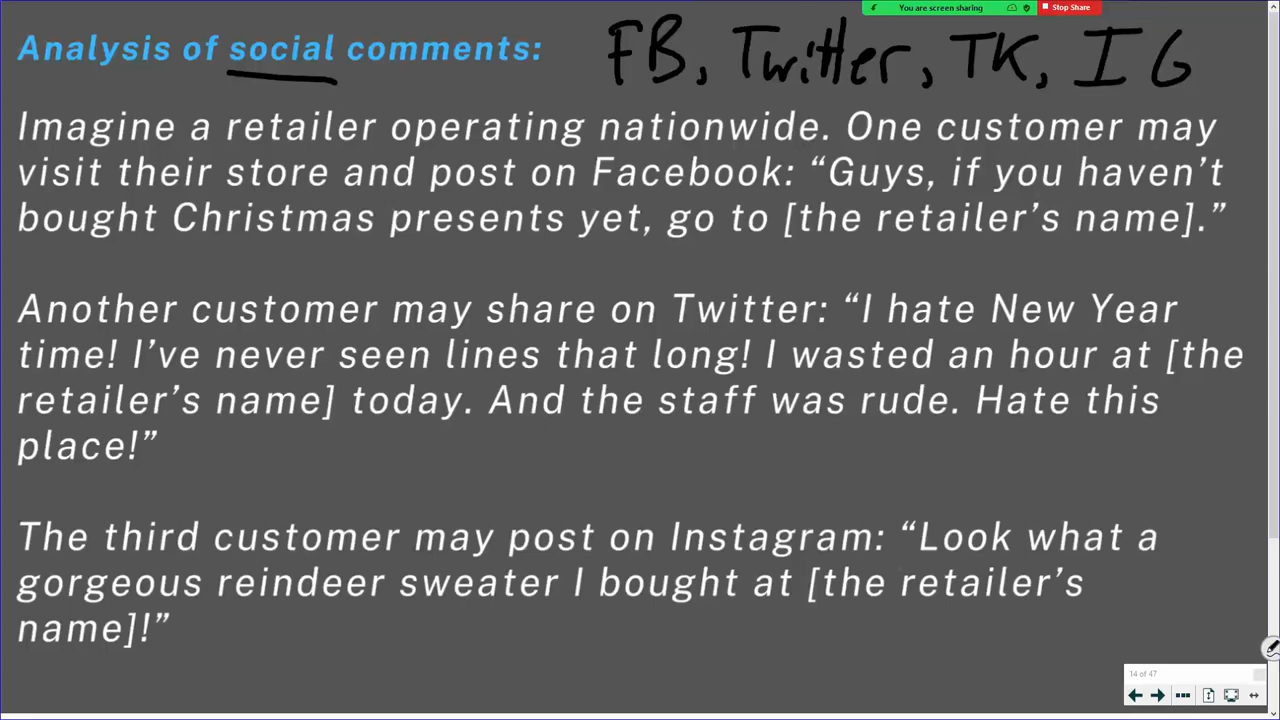 You are screen sharing
Stop Share
Analysis of social comments:
FB, Twitter, TK, IG
Imagine a retailer operating nationwide. One customer may
visit their store and post on Facebook: “Guys, if you haven’t
bought Christmas presents yet, go to [the retailer’s name].”
Another customer may share on Twitter: “I hate New Year
time! I’ve never seen lines that long! I wasted an hour at [the
retailer’s name] today. And the staff was rude. Hate this
place!”
The third customer may post on Instagram: “Look what a
gorgeous reindeer sweater I bought at [the retailer’s
name]!”
14 of 47